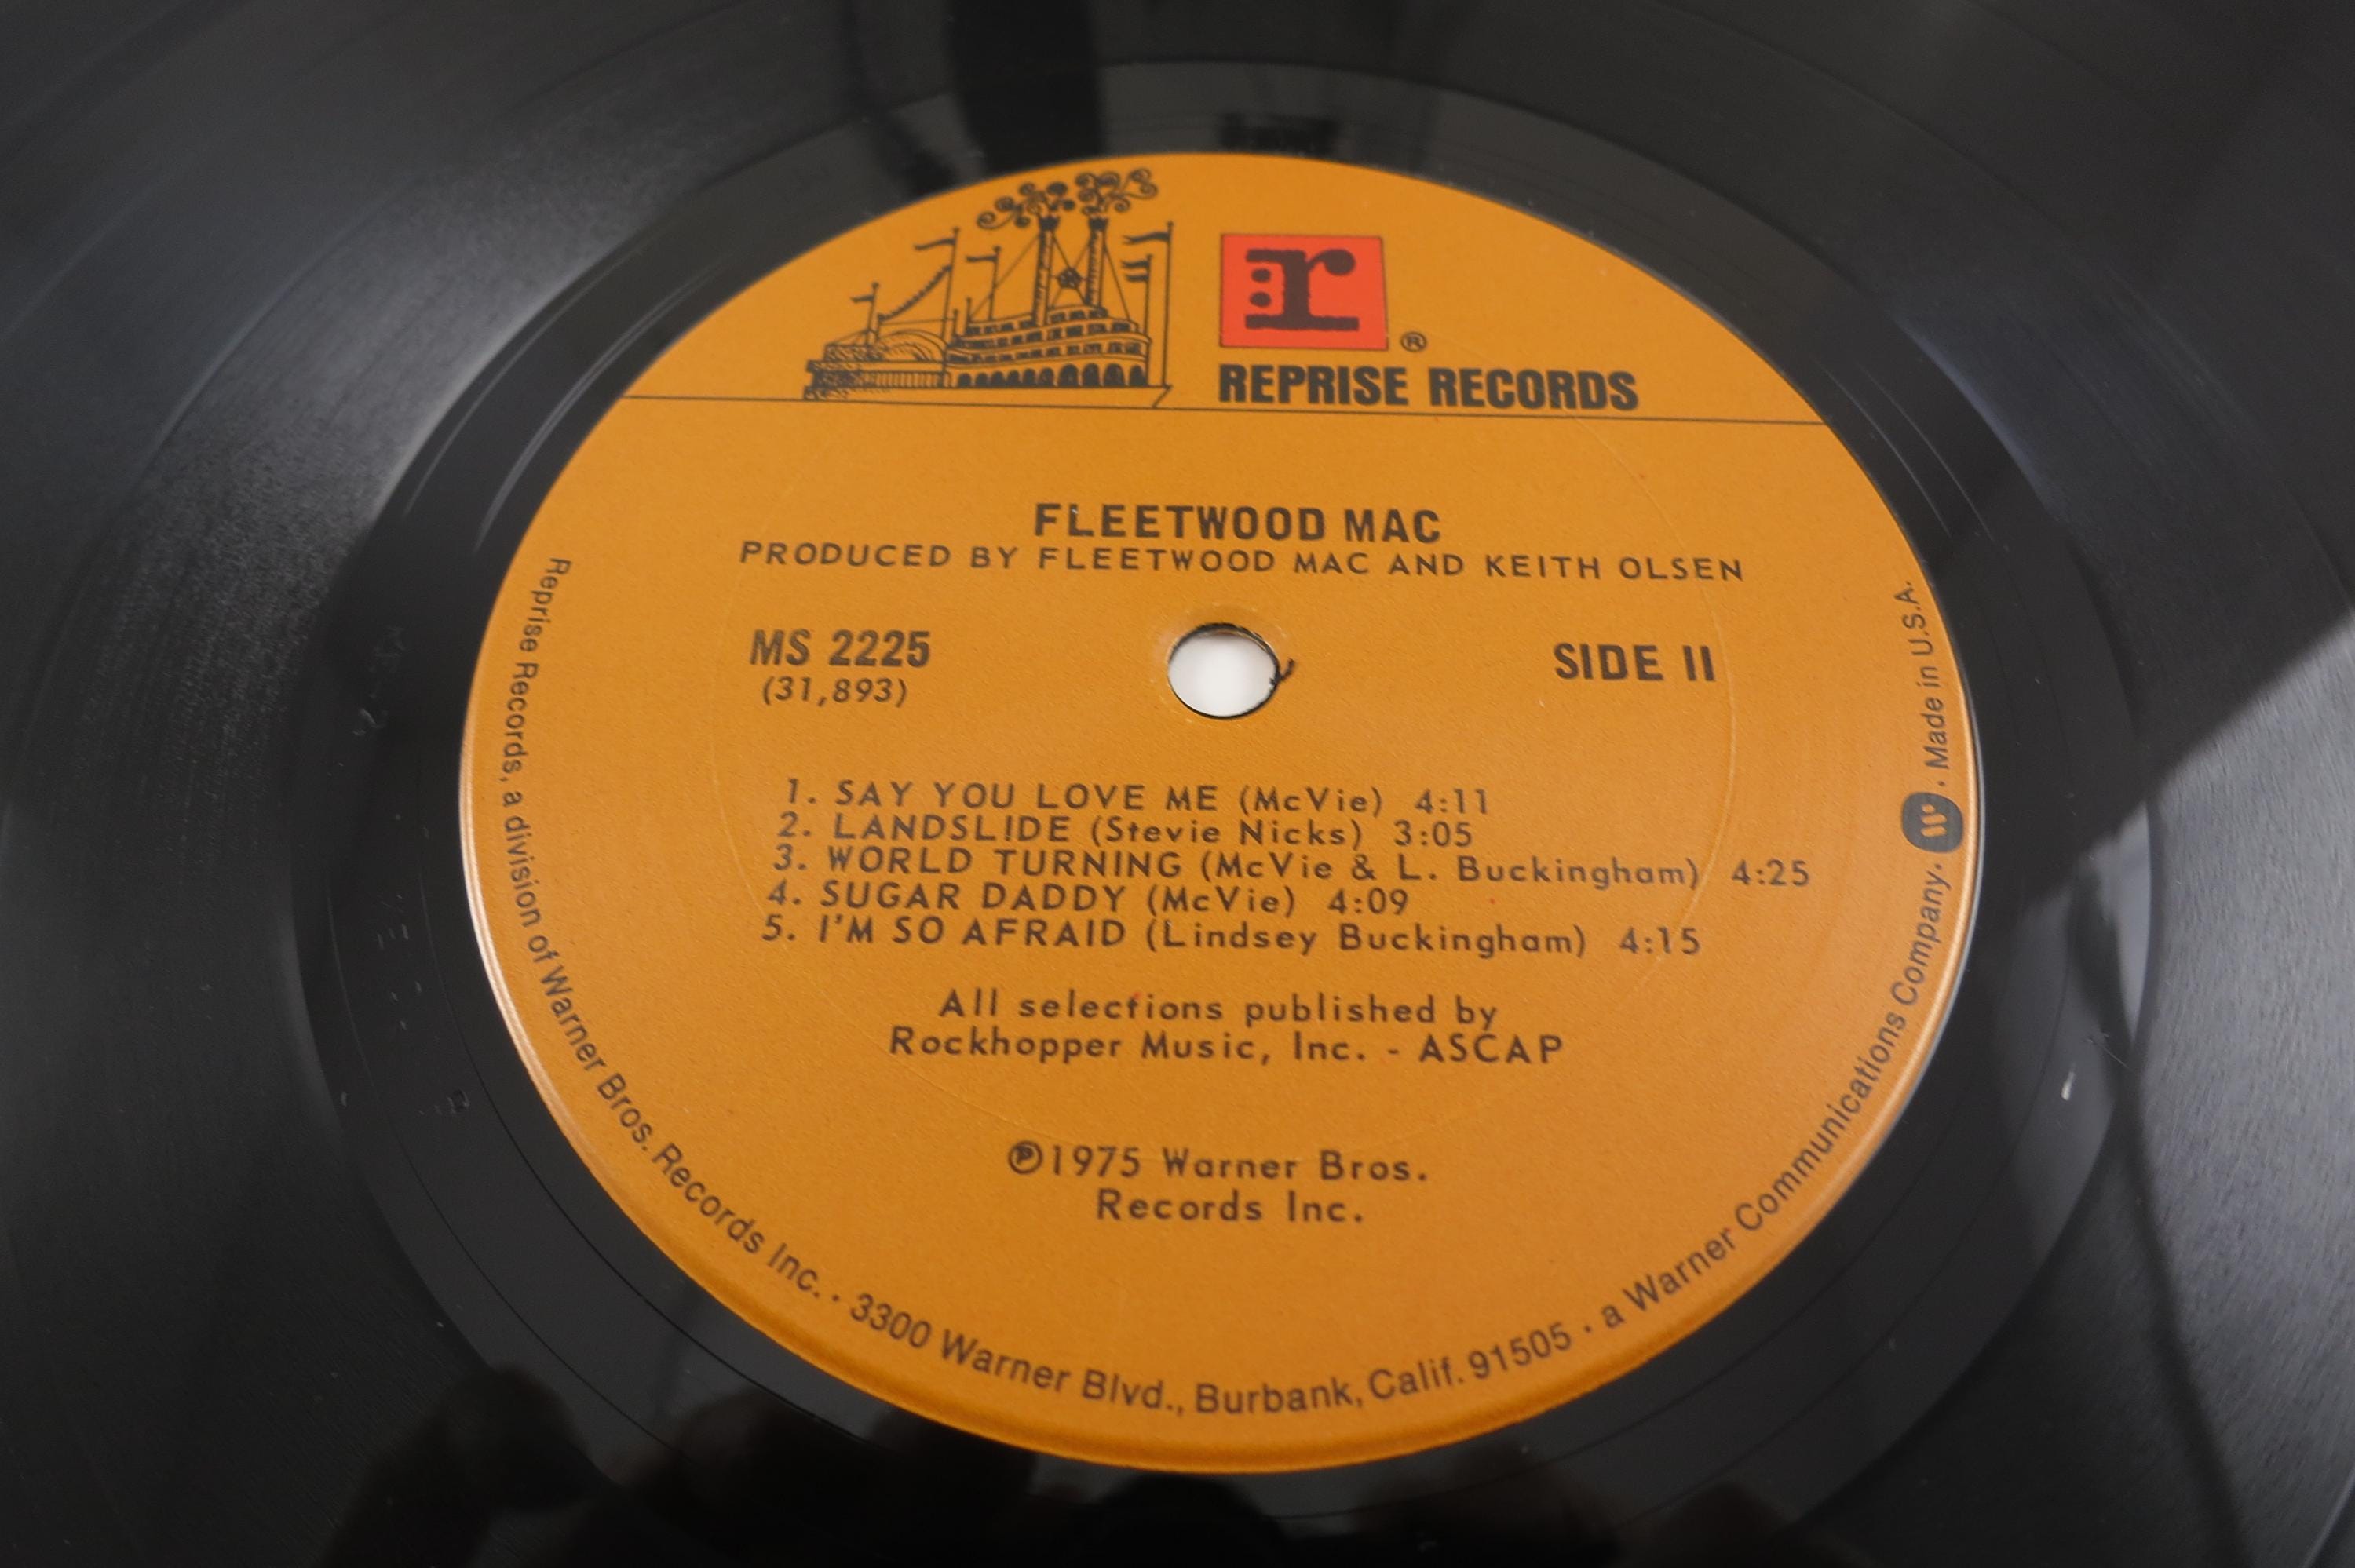 r
®
REPRISE RECORDS
FLEETWOOD MAC
PRODUCED BY FLEETWOOD MAC AND KEITH OLSEN
MS 2225
(31,893)
SIDE II
1. SAY YOU LOVE ME (McVie) 4:11
2. LANDSLIDE (Stevie Nicks) 3:05
3. WORLD TURNING (McVie & L. Buckingham) 4:25
4. SUGAR DADDY (McVie) 4:09
5. I'M SO AFRAID (Lindsey Buckingham) 4:15
All selections published by
Rockhopper Music, Inc. - ASCAP
℗1975 Warner Bros.
Records Inc.
Reprise Records, a division of Warner Bros. Records Inc. · 3300 Warner Blvd., Burbank, Calif. 91505 · a Warner Communications Company. W · Made in U.S.A.